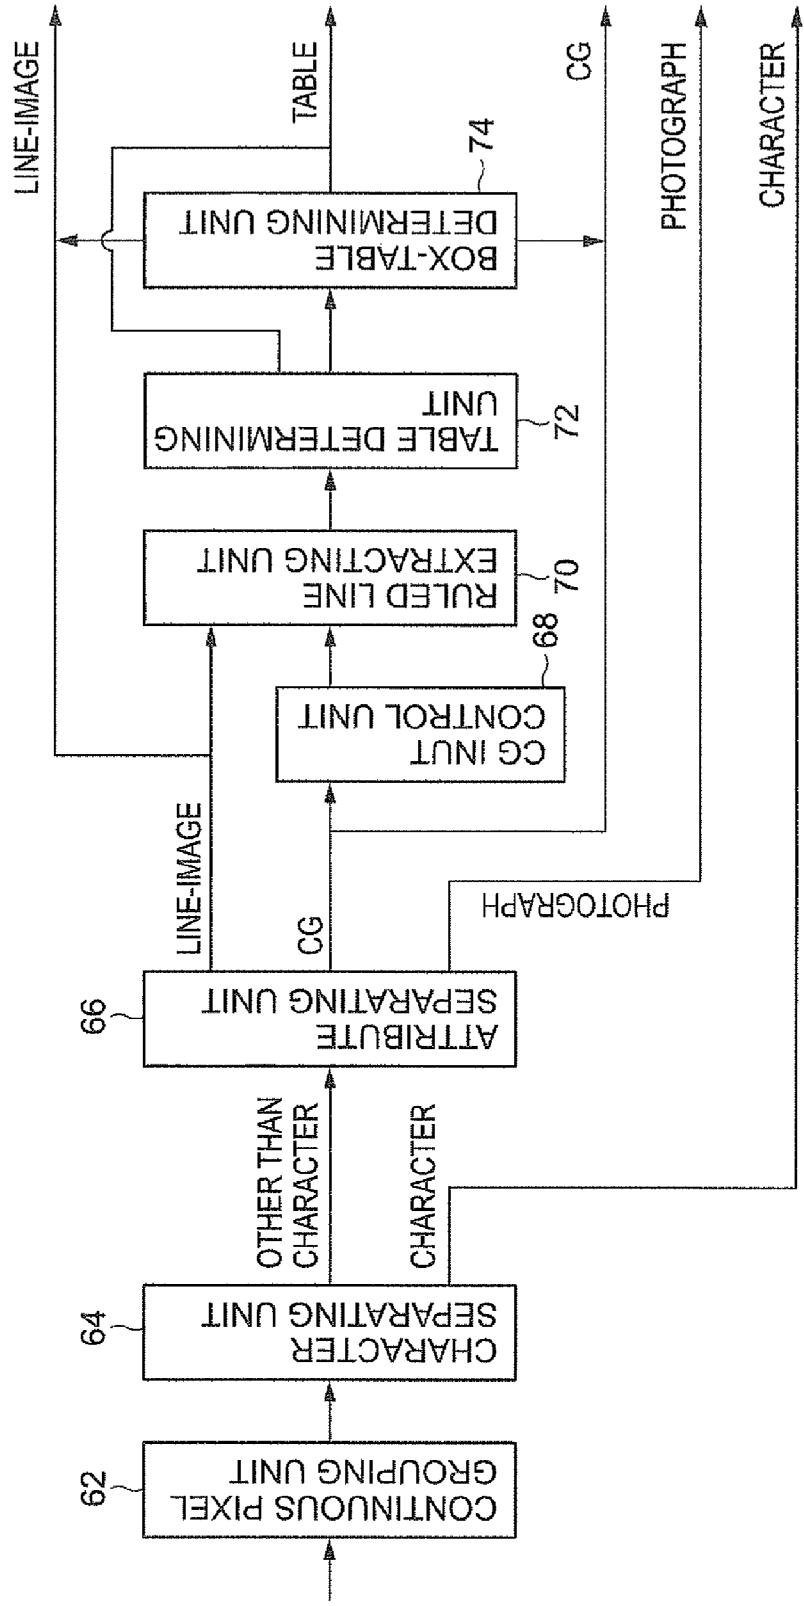 CONTINUOUS PIXEL
GROUPING UNIT
62
CHARACTER
SEPARATING UNIT
64
OTHER THAN
CHARACTER
CHARACTER
ATTRIBUTE
SEPARATING UNIT
66
LINE-IMAGE
CG
PHOTOGRAPH
CG INUT
CONTROL UNIT
68
RULED LINE
EXTRACTING UNIT
70
TABLE DETERMINING
UNIT
72
BOX-TABLE
DETERMINING UNIT
74
LINE-IMAGE
TABLE
CG
PHOTOGRAPH
CHARACTER